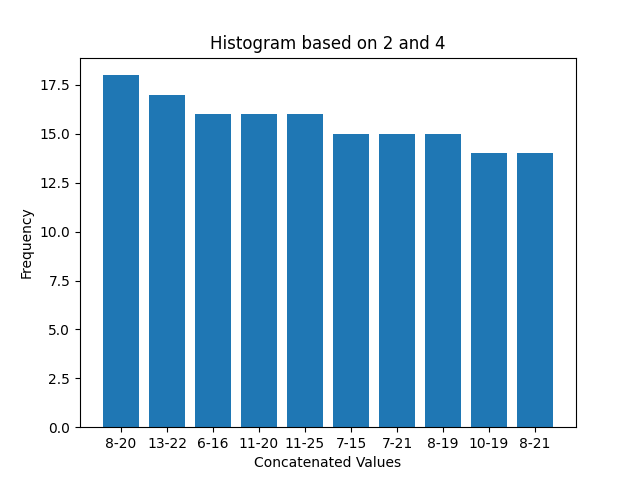 Histogram based on 2 and 4
Frequency
17.5
15.0
12.5
10.0
7.5
5.0
2.5
0.0
8-20 13-22 6-16 11-20 11-25 7-15 7-21 8-19 10-19 8-21
Concatenated Values